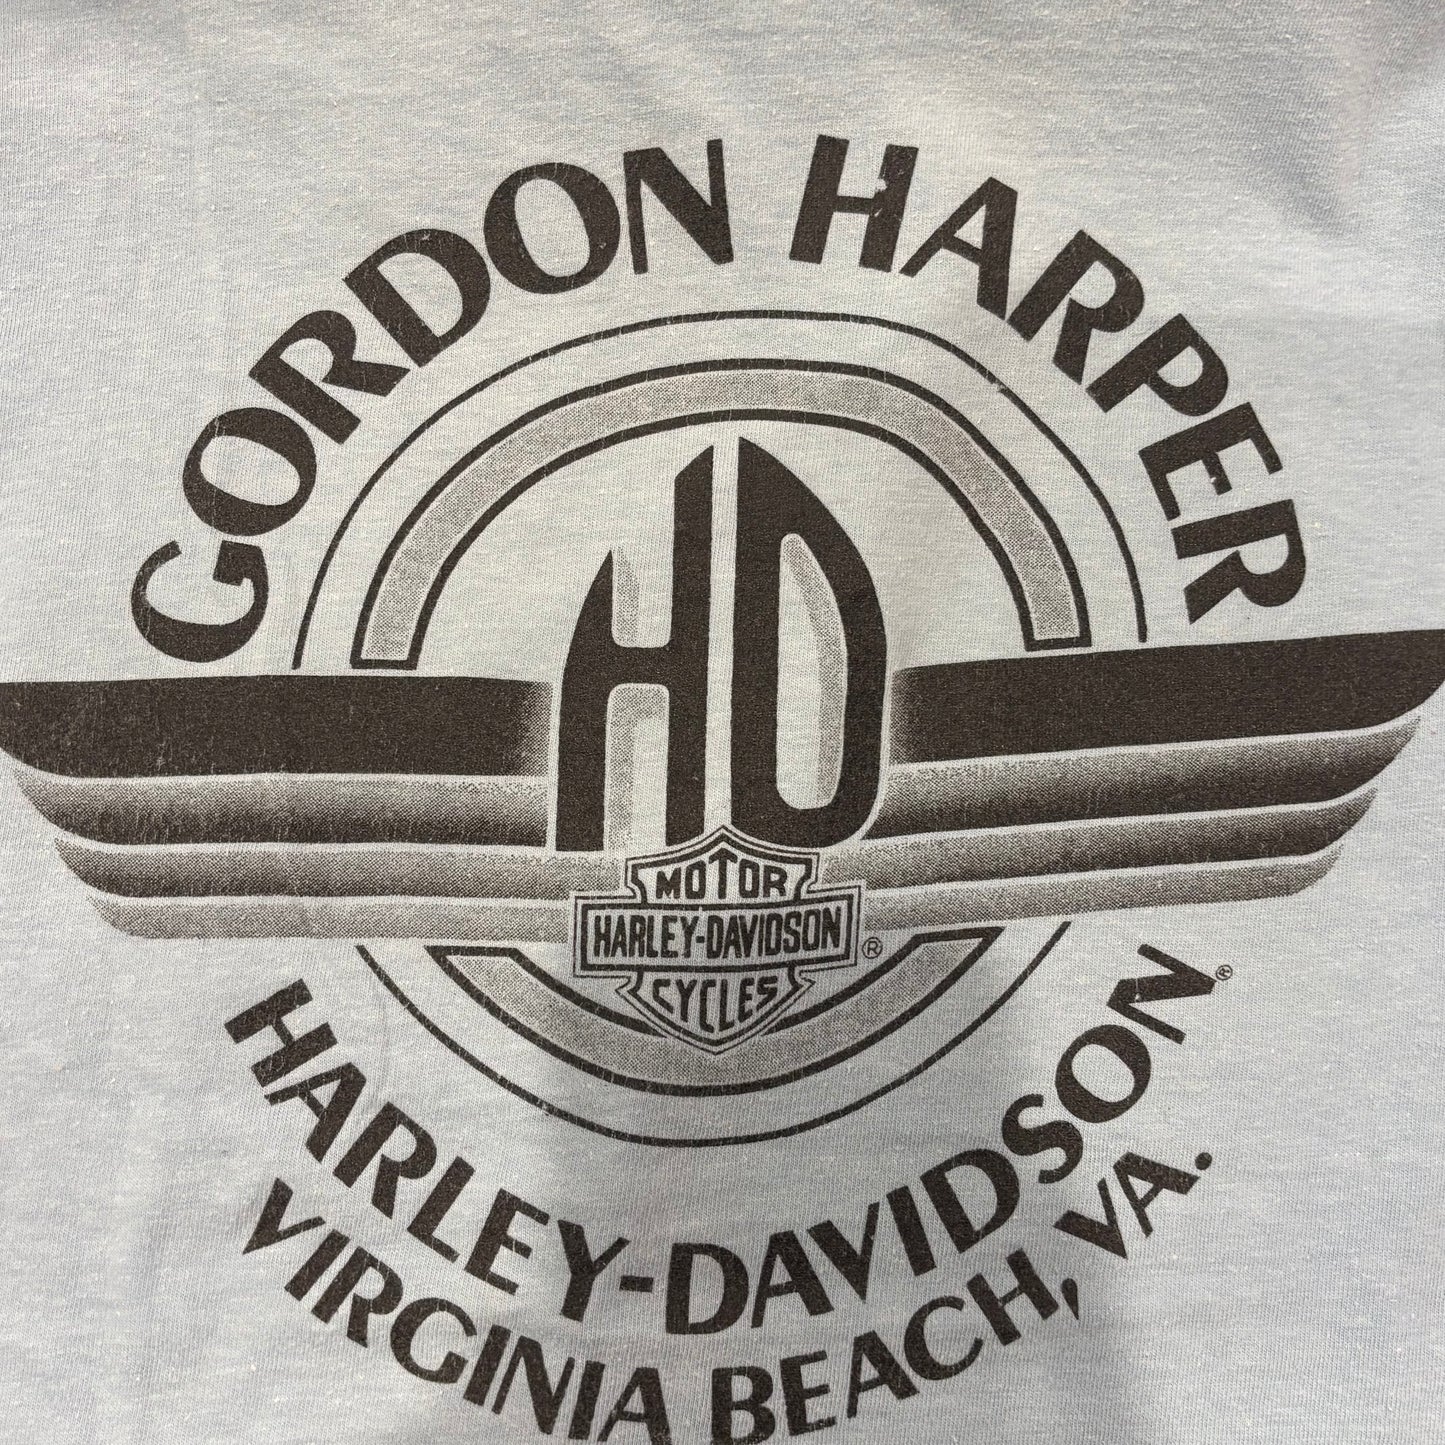 GORDON HARPER
HD
MOTOR
HARLEY-DAVIDSON ®
CYCLES
HARLEY-DAVIDSON®
VIRGINIA BEACH, VA.